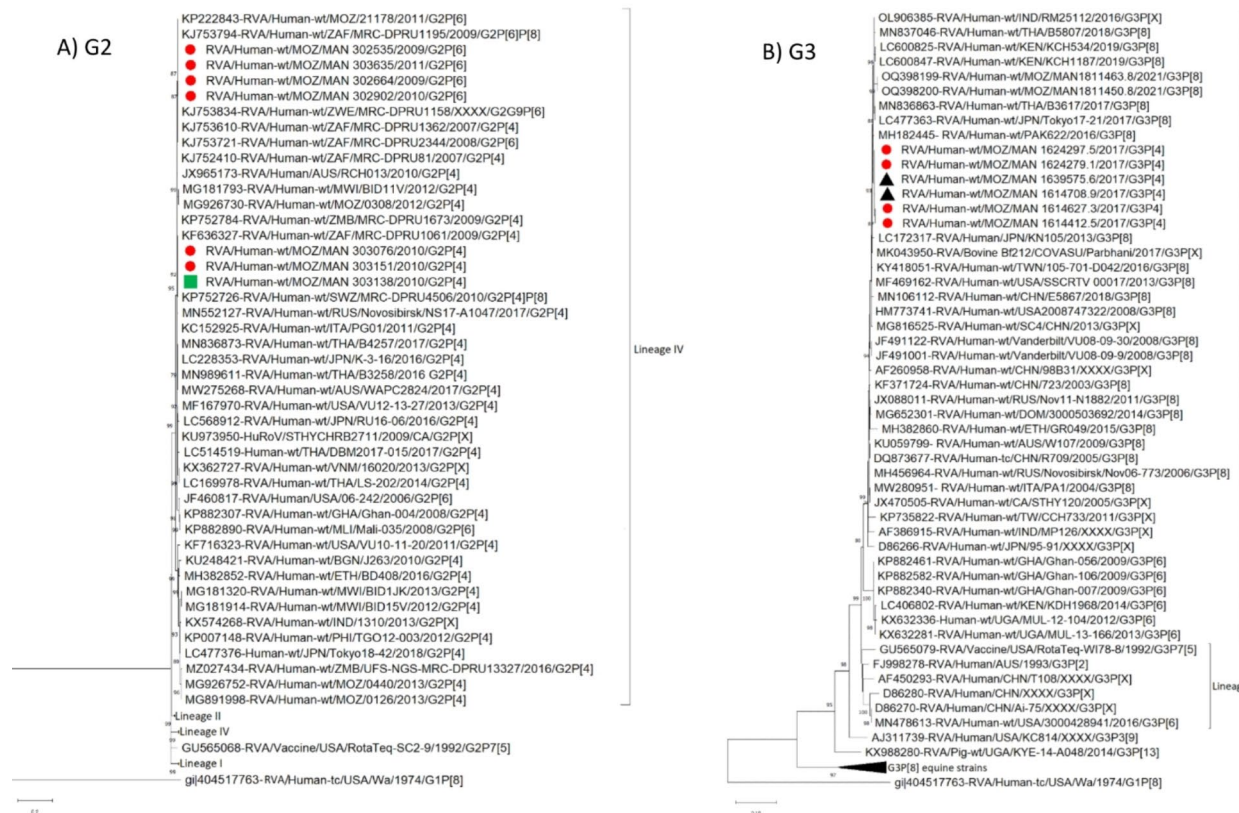 A) G2
KP222843-RVA/Human-wt/MOZ/21178/2011/G2P[6]
KJ753794-RVA/Human-wt/ZAF/MRC-DPRU1195/2009/G2P[6]P[8]
RVA/Human-wt/MOZ/MAN 302535/2009/G2P[6]
RVA/Human-wt/MOZ/MAN 303635/2011/G2P[6]
RVA/Human-wt/MOZ/MAN 302664/2009/G2P[6]
RVA/Human-wt/MOZ/MAN 302902/2010/G2P[6]
KJ753834-RVA/Human-wt/ZWE/MRC-DPRU1158/XXXX/G2G9P[6]
KJ753610-RVA/Human-wt/ZAF/MRC-DPRU1362/2007/G2P[4]
KJ753721-RVA/Human-wt/ZAF/MRC-DPRU2344/2008/G2P[6]
KJ752410-RVA/Human-wt/ZAF/MRC-DPRU81/2007/G2P[4]
JX965173-RVA/Human/AUS/RCH013/2010/G2P[4]
MG181793-RVA/Human-wt/MWI/BID11V/2012/G2P[4]
MG926730-RVA/Human-wt/MOZ/0308/2012/G2P[4]
KP752784-RVA/Human-wt/ZMB/MRC-DPRU1673/2009/G2P[4]
KF636327-RVA/Human-wt/ZAF/MRC-DPRU1061/2009/G2P[4]
RVA/Human-wt/MOZ/MAN 303076/2010/G2P[4]
RVA/Human-wt/MOZ/MAN 303151/2010/G2P[4]
RVA/Human-wt/MOZ/MAN 303138/2010/G2P[4]
KP752726-RVA/Human-wt/SWZ/MRC-DPRU4506/2010/G2P[4]P[8]
MN552127-RVA/Human-wt/RUS/Novosibirsk/NS17-A1047/2017/G2P[4]
KC152925-RVA/Human-wt/ITA/PG01/2011/G2P[4]
MN836873-RVA/Human-wt/THA/B4257/2017/G2P[4]
LC228353-RVA/Human-wt/JPN/K-3-16/2016/G2P[4]
MN989611-RVA/Human-wt/THA/B3258/2016 G2P[4]
MW275268-RVA/Human-wt/AUS/WAPC2824/2017/G2P[4]
MF167970-RVA/Human-wt/USA/VU12-13-27/2013/G2P[4]
LC568912-RVA/Human-wt/JPN/RU16-06/2016/G2P[4]
KU973950-HuRoV/STHYCHRB2711/2009/CA/G2P[X]
LC514519-Human-wt/THA/DBM2017-015/2017/G2P[4]
KX362727-RVA/Human-wt/VNM/16020/2013/G2P[X]
LC169978-RVA/Human-wt/THA/LS-202/2014/G2P[4]
JF460817-RVA/Human/USA/06-242/2006/G2P[6]
KP882307-RVA/Human-wt/GHA/Ghan-004/2008/G2P[4]
KP882890-RVA/Human-wt/MLI/Mali-035/2008/G2P[6]
KF716323-RVA/Human-wt/USA/VU10-11-20/2011/G2P[4]
KU248421-RVA/Human-wt/BGN/J263/2010/G2P[4]
MH382852-RVA/Human-wt/ETH/BD408/2016/G2P[4]
MG181320-RVA/Human-wt/MWI/BID1JK/2013/G2P[4]
MG181914-RVA/Human-wt/MWI/BID15V/2012/G2P[4]
KX574268-RVA/Human-wt/IND/1310/2013/G2P[X]
KP007148-RVA/Human-wt/PHI/TGO12-003/2012/G2P[4]
LC477376-Human-wt/JPN/Tokyo18-42/2018/G2P[4]
MZ027434-RVA/Human-wt/ZMB/UFS-NGS-MRC-DPRU13327/2016/G2P[4]
MG926752-RVA/Human-wt/MOZ/0440/2013/G2P[4]
MG891998-RVA/Human-wt/MOZ/0126/2013/G2P[4]
Lineage IV
Lineage II
Lineage IV
GU565068-RVA/Vaccine/USA/RotaTeq-SC2-9/1992/G2P7[5]
Lineage I
gi|404517763-RVA/Human-tc/USA/Wa/1974/G1P[8]
B) G3
OL906385-RVA/Human-wt/IND/RM25112/2016/G3P[X]
MN837046-RVA/Human-wt/THA/B5807/2018/G3P[8]
LC600825-RVA/Human-wt/KEN/KCH534/2019/G3P[8]
LC600847-RVA/Human-wt/KEN/KCH1187/2019/G3P[8]
OQ398199-RVA/Human-wt/MOZ/MAN1811463.8/2021/G3P[8]
OQ398200-RVA/Human-wt/MOZ/MAN1811450.8/2021/G3P[8]
MN836863-RVA/Human-wt/THA/B3617/2017/G3P[8]
LC477363-RVA/Human-wt/JPN/Tokyo17-21/2017/G3P[8]
MH182445- RVA/Human-wt/PAK622/2016/G3P[8]
RVA/Human-wt/MOZ/MAN 1624297.5/2017/G3P[4]
RVA/Human-wt/MOZ/MAN 1624279.1/2017/G3P[4]
RVA/Human-wt/MOZ/MAN 1639575.6/2017/G3P[4]
RVA/Human-wt/MOZ/MAN 1614708.9/2017/G3P[4]
RVA/Human-wt/MOZ/MAN 1614627.3/2017/G3P4]
RVA/Human-wt/MOZ/MAN 1614412.5/2017/G3P[4]
LC172317-RVA/Human/JPN/KN105/2013/G3P[8]
MK043950-RVA/Bovine Bf212/COVASU/Parbhani/2017/G3P[X]
KY418051-RVA/Human-wt/TWN/105-701-D042/2016/G3P[8]
MF469162-RVA/Human-wt/USA/SSCRTV 00017/2013/G3P[8]
MN106112-RVA/Human-wt/CHN/E5867/2018/G3P[8]
HM773741-RVA/Human-wt/USA2008747322/2008/G3P[8]
MG816525-RVA/Human-wt/SC4/CHN/2013/G3P[X]
JF491122-RVA/Human-wt/Vanderbilt/VU08-09-30/2008/G3P[8]
JF491001-RVA/Human-wt/Vanderbilt/VU08-09-9/2008/G3P[8]
AF260958-RVA/Human-wt/CHN/98B31/XXXX/G3P[X]
KF371724-RVA/Human-wt/CHN/723/2003/G3P[8]
JX088011-RVA/Human-wt/RUS/Nov11-N1882/2011/G3P[8]
MG652301-RVA/Human-wt/DOM/3000503692/2014/G3P[8]
MH382860-RVA/Human-wt/ETH/GR049/2015/G3P[8]
KU059799- RVA/Human-wt/AUS/W107/2009/G3P[8]
DQ873677-RVA/Human-tc/CHN/R709/2005/G3P[8]
MH456964-RVA/Human-wt/RUS/Novosibirsk/Nov06-773/2006/G3P[8]
MW280951- RVA/Human-wt/ITA/PA1/2004/G3P[8]
JX470505-RVA/Human-wt/CA/STHY120/2005/G3P[X]
KP735822-RVA/Human-wt/TW/CCH733/2011/G3P[X]
AF386915-RVA/Human-wt/IND/MP126/XXXX/G3P[X]
D86266-RVA/Human-wt/JPN/95-91/XXXX/G3P[X]
KP882461-RVA/Human-wt/GHA/Ghan-056/2009/G3P[6]
KP882582-RVA/Human-wt/GHA/Ghan-106/2009/G3P[6]
KP882340-RVA/Human-wt/GHA/Ghan-007/2009/G3P[6]
LC406802-RVA/Human-wt/KEN/KDH1968/2014/G3P[6]
KX632336-Human-wt/UGA/MUL-12-104/2012/G3P[6]
KX632281-RVA/Human-wt/UGA/MUL-13-166/2013/G3P[6]
GU565079-RVA/Vaccine/USA/RotaTeq-WI78-8/1992/G3P7[5]
FJ998278-RVA/Human/AUS/1993/G3P[2]
AF450293-RVA/Human/CHN/T108/XXXX/G3P[X]
D86280-RVA/Human/CHN/XXXX/G3P[X]
D86270-RVA/Human/CHN/Ai-75/XXXX/G3P[X]
MN478613-RVA/Human-wt/USA/3000428941/2016/G3P[6]
Lineage
AJ311739-RVA/Human/USA/KC814/XXXX/G3P3[9]
KX988280-RVA/Pig-wt/UGA/KYE-14-A048/2014/G3P[13]
G3P[8] equine strains
gi|404517763-RVA/Human-tc/USA/Wa/1974/G1P[8]